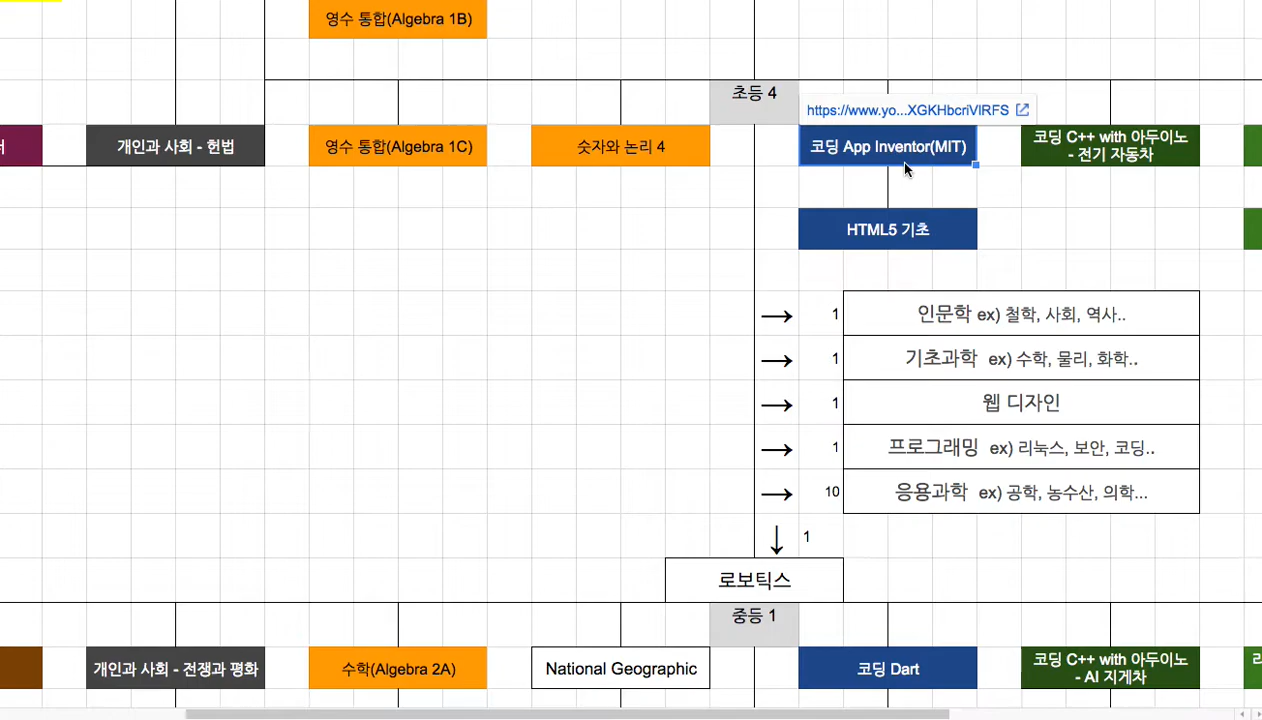 영수 통합(Algebra 1B)
초등 4
https://www.yo...XGKHbcriVlRFS
개인과 사회 - 헌법
영수 통합(Algebra 1C)
숫자와 논리 4
코딩 App Inventor(MIT)
코딩 C++ with 아두이노
- 전기 자동차
HTML5 기초
1 인문학 ex) 철학, 사회, 역사..
1 기초과학 ex) 수학, 물리, 화학..
1 웹 디자인
1 프로그래밍 ex) 리눅스, 보안, 코딩..
10 응용과학 ex) 공학, 농수산, 의학...
1
로보틱스
중등 1
개인과 사회 - 전쟁과 평화
수학(Algebra 2A)
National Geographic
코딩 Dart
코딩 C++ with 아두이노
- AI 지게차